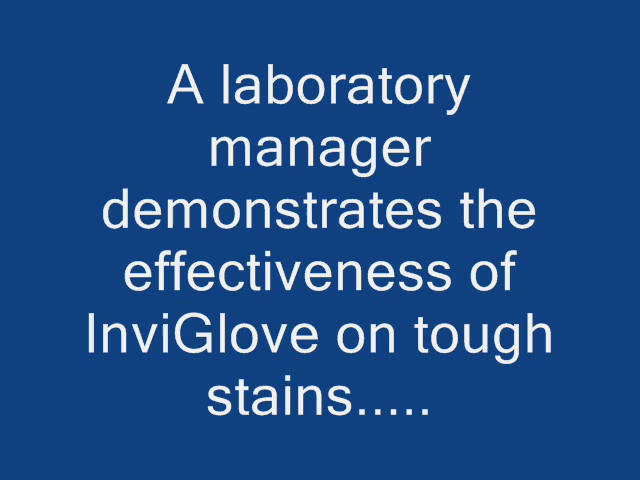 A laboratory
manager
demonstrates the
effectiveness of
InviGlove on tough
stains.....